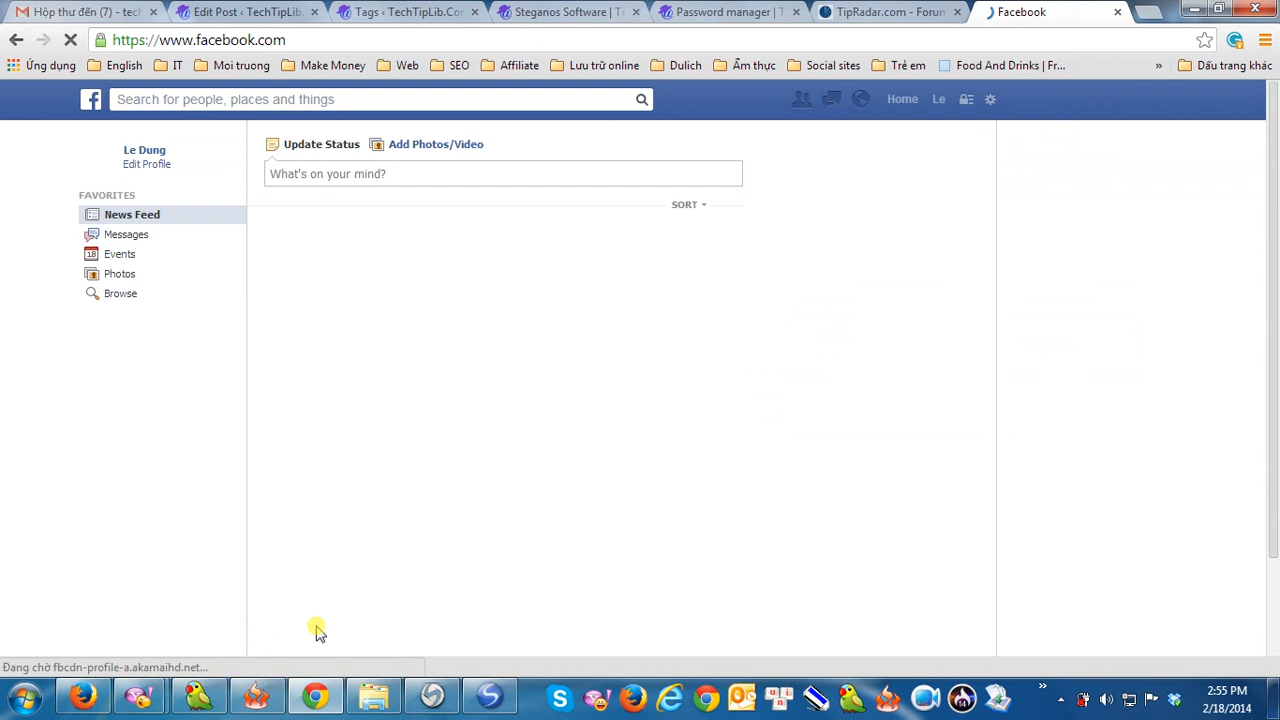 Hộp thư đến (7) - tech
Edit Post ‹ TechTipLib.
Tags ‹ TechTipLib.Com
Steganos Software | Te
Password manager | T
TipRadar.com - Forum
Facebook
https://www.facebook.com
Ứng dụng
English
IT
Moi truong
Make Money
Web
SEO
Affiliate
Lưu trữ online
Dulich
Ẩm thực
Social sites
Trẻ em
Food And Drinks | Fr...
»
Dấu trang khác
Search for people, places and things
Home
Le
Le Dung
Edit Profile
Update Status
Add Photos/Video
What's on your mind?
SORT
FAVORITES
News Feed
Messages
Events
Photos
Browse
Đang chờ fbcdn-profile-a.akamaihd.net...
2:55 PM
2/18/2014